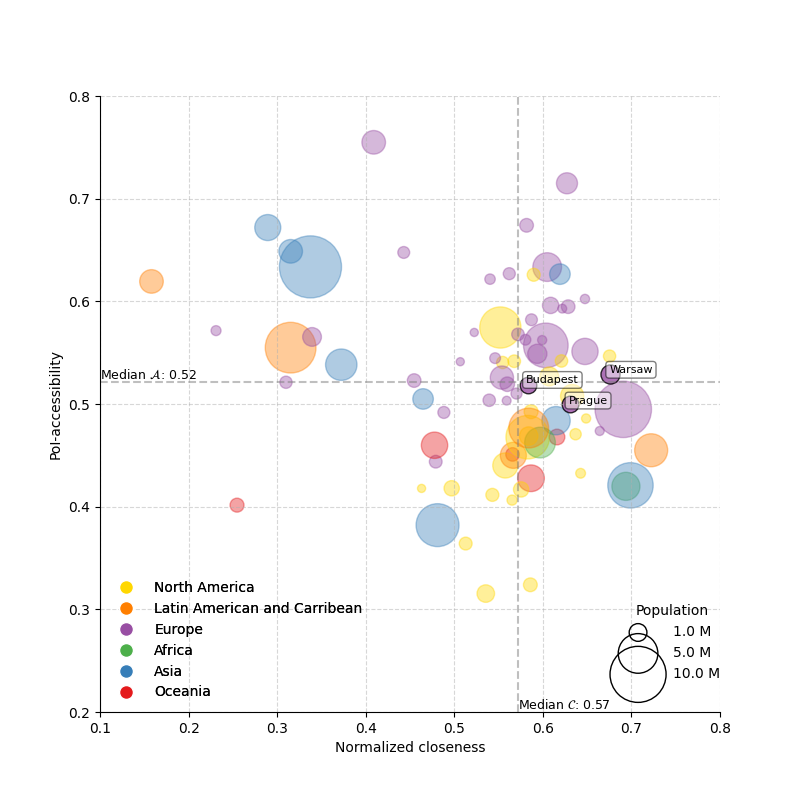 0.8
0.7
0.6
0.5
0.4
0.3
0.2
PoI-accessibility
Median 𝒜: 0.52
Warsaw
Budapest
Prague
North America
Latin American and Carribean
Europe
Africa
Asia
Oceania
Population
1.0 M
5.0 M
10.0 M
Median 𝒞: 0.57
0.1 0.2 0.3 0.4 0.5 0.6 0.7 0.8
Normalized closeness